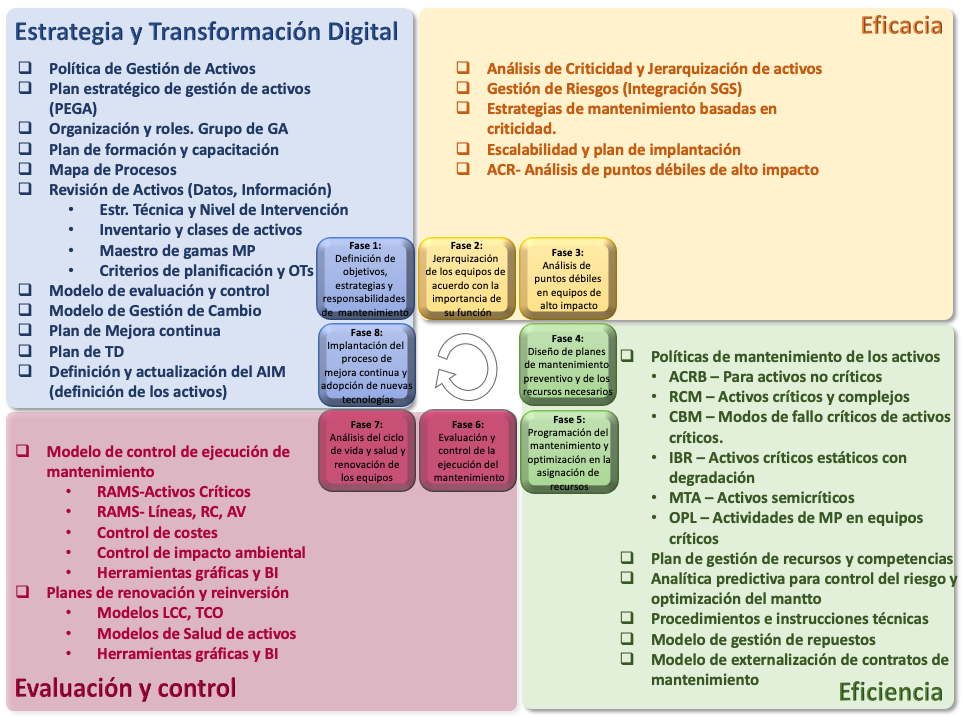 Estrategia y Transformación Digital
❑ Política de Gestión de Activos
❑ Plan estratégico de gestión de activos
(PEGA)
❑ Organización y roles. Grupo de GA
❑ Plan de formación y capacitación
❑ Mapa de Procesos
❑ Revisión de Activos (Datos, Información)
• Estr. Técnica y Nivel de Intervención
• Inventario y clases de activos
• Maestro de gamas MP
• Criterios de planificación y OTs
❑ Modelo de evaluación y control
❑ Modelo de Gestión de Cambio
❑ Plan de Mejora continua
❑ Plan de TD
❑ Definición y actualización del AIM
(definición de los activos)
Eficacia
❑ Análisis de Criticidad y Jerarquización de activos
❑ Gestión de Riesgos (Integración SGS)
❑ Estrategias de mantenimiento basadas en
criticidad.
❑ Escalabilidad y plan de implantación
❑ ACR- Análisis de puntos débiles de alto impacto
Fase 1:
Definición de
objetivos,
estrategias y
responsabilidades
de mantenimiento
Fase 2:
Jerarquización
de los equipos de
acuerdo con la
importancia de
su función
Fase 3:
Análisis de
puntos débiles
en equipos de
alto impacto
Fase 8:
Implantación del
proceso de
mejora continua y
adopción de nuevas
tecnologías
Fase 4:
Diseño de planes
de mantenimiento
preventivo y de los
recursos necesarios
Fase 7:
Análisis del ciclo
de vida y salud y
renovación de
los equipos
Fase 6:
Evaluación y
control de la
ejecución del
mantenimiento
Fase 5:
Programación del
mantenimiento y
optimización en la
asignación de
recursos
❑ Modelo de control de ejecución de
mantenimiento
• RAMS-Activos Críticos
• RAMS- Líneas, RC, AV
• Control de costes
• Control de impacto ambiental
• Herramientas gráficas y BI
❑ Planes de renovación y reinversión
• Modelos LCC, TCO
• Modelos de Salud de activos
• Herramientas gráficas y BI
Evaluación y control
❑ Políticas de mantenimiento de los activos
• ACRB – Para activos no críticos
• RCM – Activos críticos y complejos
• CBM – Modos de fallo críticos de activos
críticos.
• IBR – Activos críticos estáticos con
degradación
• MTA – Activos semicríticos
• OPL – Actividades de MP en equipos
críticos
❑ Plan de gestión de recursos y competencias
❑ Analítica predictiva para control del riesgo y
optimización del mantto
❑ Procedimientos e instrucciones técnicas
❑ Modelo de gestión de repuestos
❑ Modelo de externalización de contratos de
mantenimiento
Eficiencia